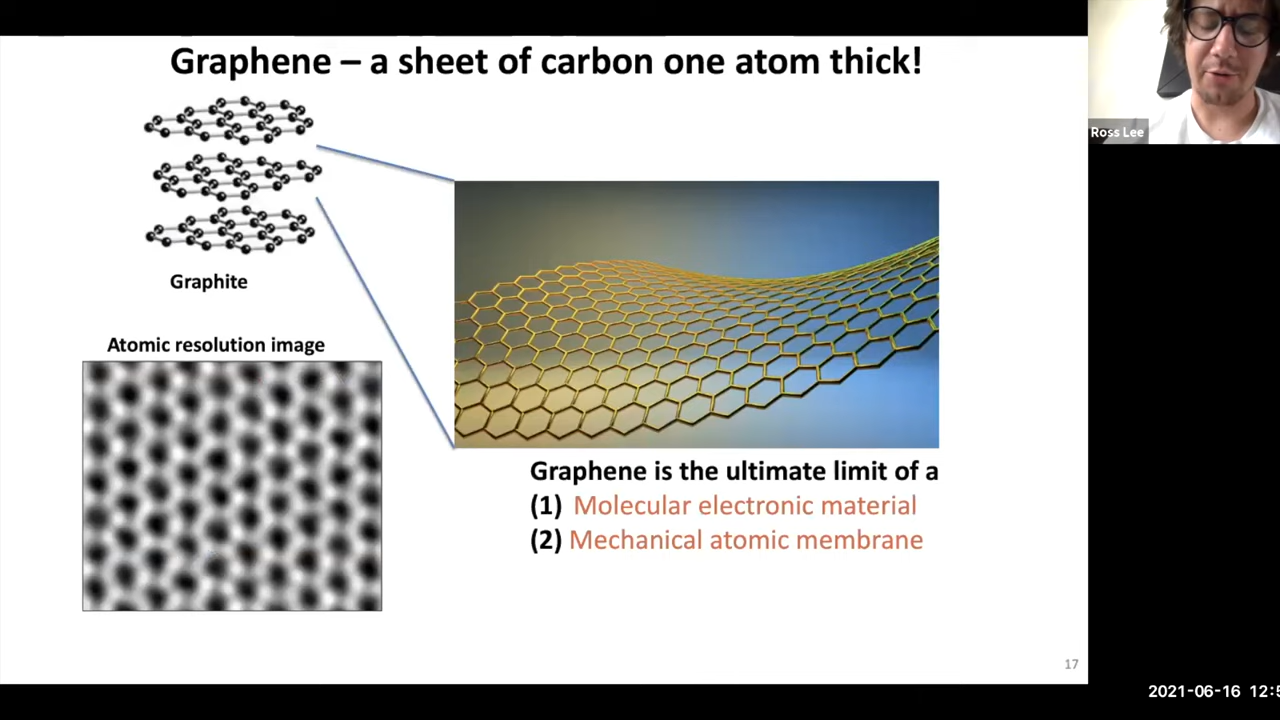 Graphene – a sheet of carbon one atom thick!
Graphite
Atomic resolution image
Graphene is the ultimate limit of a
(1) Molecular electronic material
(2) Mechanical atomic membrane
17
Ross Lee
2021-06-16 12:5